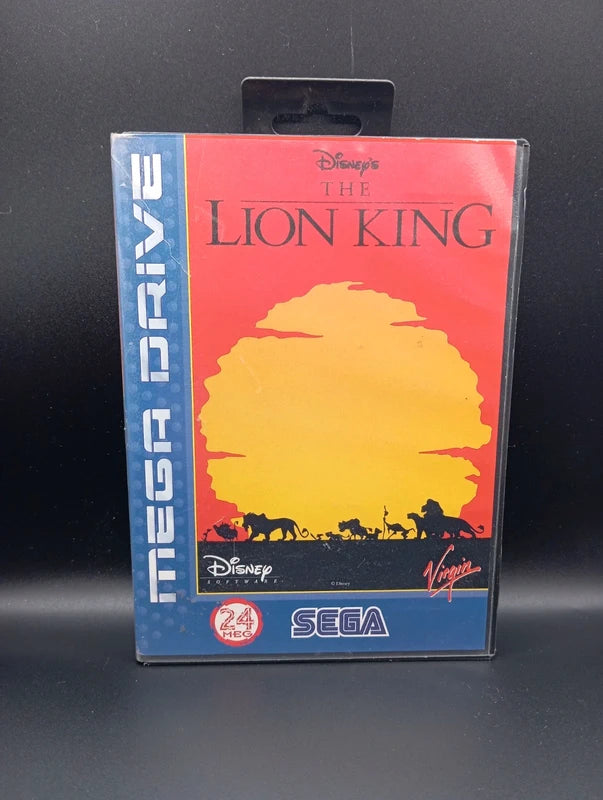 MEGA DRIVE
Disney's
THE
LION KING
Disney
SOFTWARE
© Disney
Virgin
24
MEG
SEGA